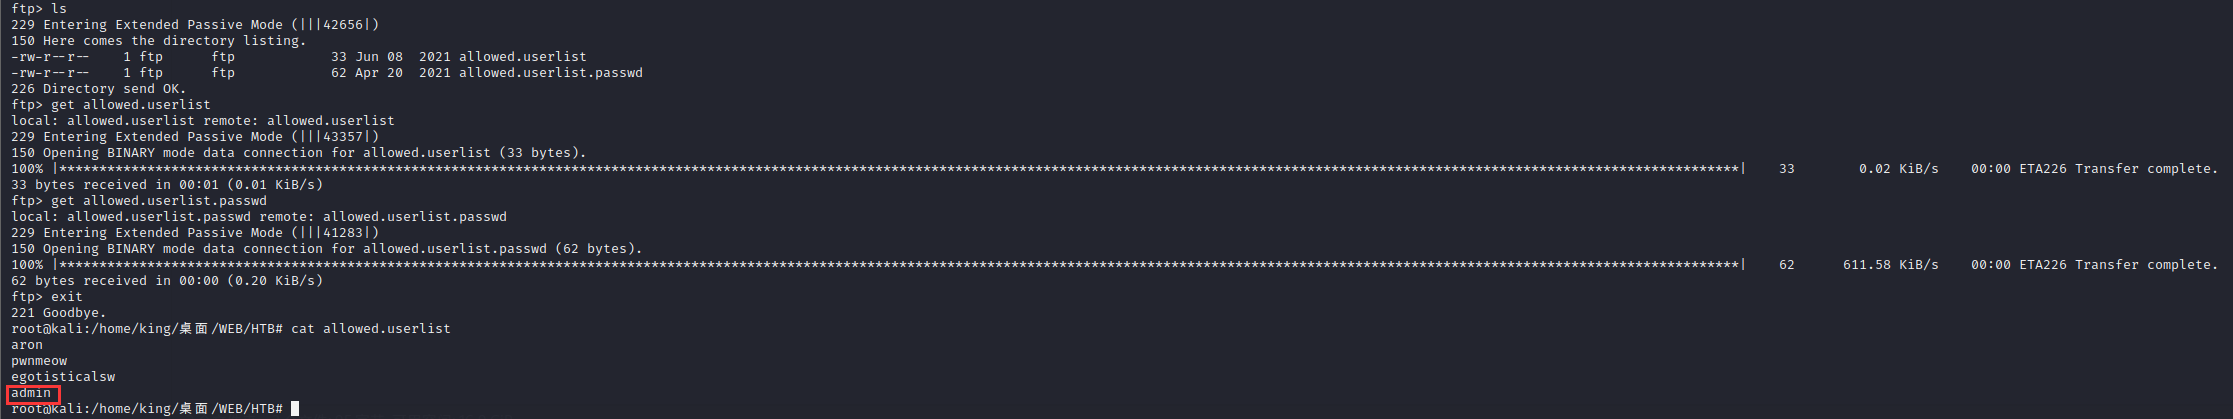 ftp> ls
229 Entering Extended Passive Mode (|||42656|)
150 Here comes the directory listing.
-rw-r--r--    1 ftp      ftp            33 Jun 08  2021 allowed.userlist
-rw-r--r--    1 ftp      ftp            62 Apr 20  2021 allowed.userlist.passwd
226 Directory send OK.
ftp> get allowed.userlist
local: allowed.userlist remote: allowed.userlist
229 Entering Extended Passive Mode (|||43357|)
150 Opening BINARY mode data connection for allowed.userlist (33 bytes).
100% |******************************************************************************************************************************************************************************************************************| 33 0.02 KiB/s 00:00 ETA226 Transfer complete.
33 bytes received in 00:01 (0.01 KiB/s)
ftp> get allowed.userlist.passwd
local: allowed.userlist.passwd remote: allowed.userlist.passwd
229 Entering Extended Passive Mode (|||41283|)
150 Opening BINARY mode data connection for allowed.userlist.passwd (62 bytes).
100% |******************************************************************************************************************************************************************************************************************| 62 611.58 KiB/s 00:00 ETA226 Transfer complete.
62 bytes received in 00:00 (0.20 KiB/s)
ftp> exit
221 Goodbye.
root@kali:/home/king/桌面/WEB/HTB# cat allowed.userlist
aron
pwnmeow
egotisticalsw
admin
root@kali:/home/king/桌面/WEB/HTB#